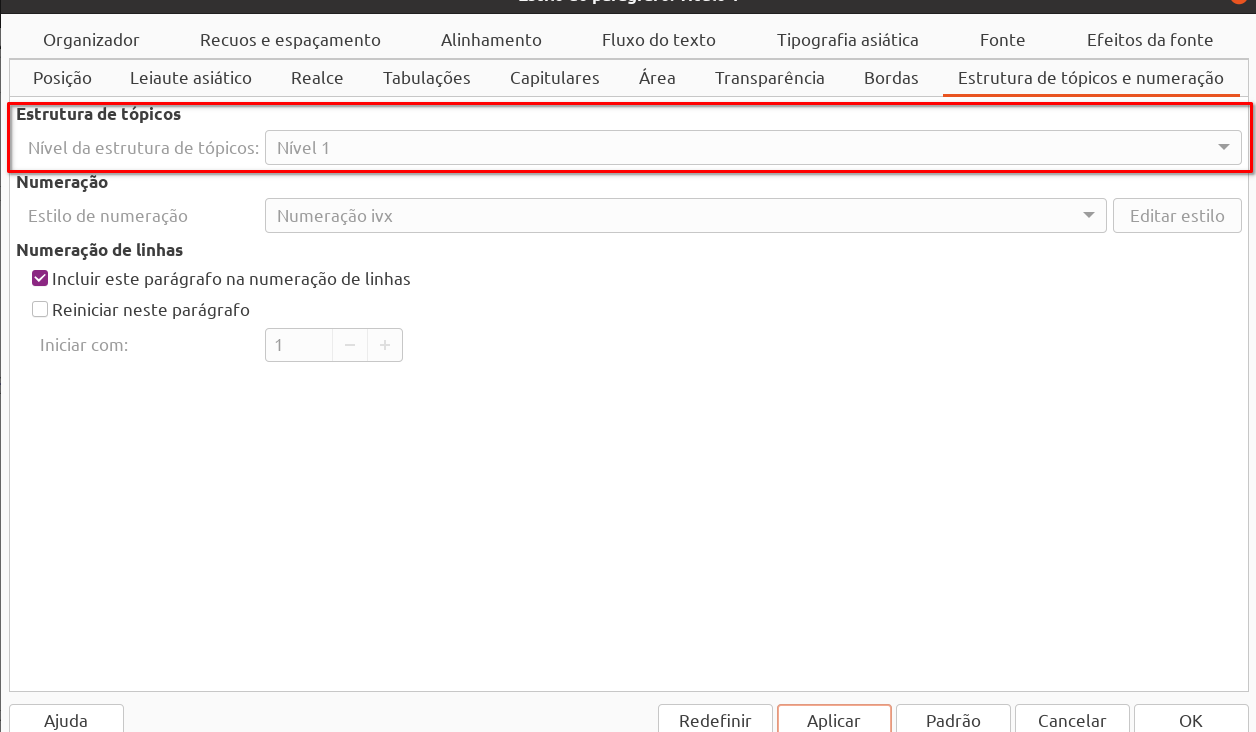 Organizador Recuos e espaçamento Alinhamento Fluxo do texto Tipografia asiática Fonte Efeitos da fonte
Posição Leiaute asiático Realce Tabulações Capitulares Área Transparência Bordas Estrutura de tópicos e numeração
Estrutura de tópicos
Nível da estrutura de tópicos: Nível 1
Numeração
Estilo de numeração Numeração ivx Editar estilo
Numeração de linhas
Incluir este parágrafo na numeração de linhas
Reiniciar neste parágrafo
Iniciar com: 1 − +
Ajuda Redefinir Aplicar Padrão Cancelar OK